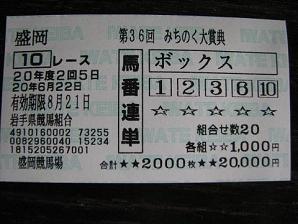 盛岡
第36回 みちのく大賞典
10レース
20年度2回5日
20年6月22日
有効期限8月21日
岩手県競馬組合
4910160002 73255
0082960040 15234
1815205267001
盛岡競馬場
馬番連単
ボックス
1 2 3 6 10
☆ ☆ ☆ ☆ ☆ ☆
組合せ数20
各組☆☆1,000円
合計★★2000枚★★20,000円